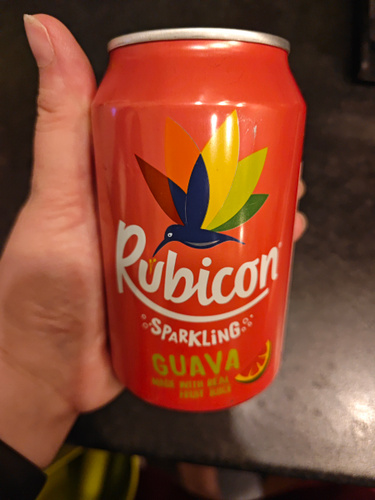 Rubicon
SPARKLING
GUAVA
MADE WITH REAL
FRUIT JUICE